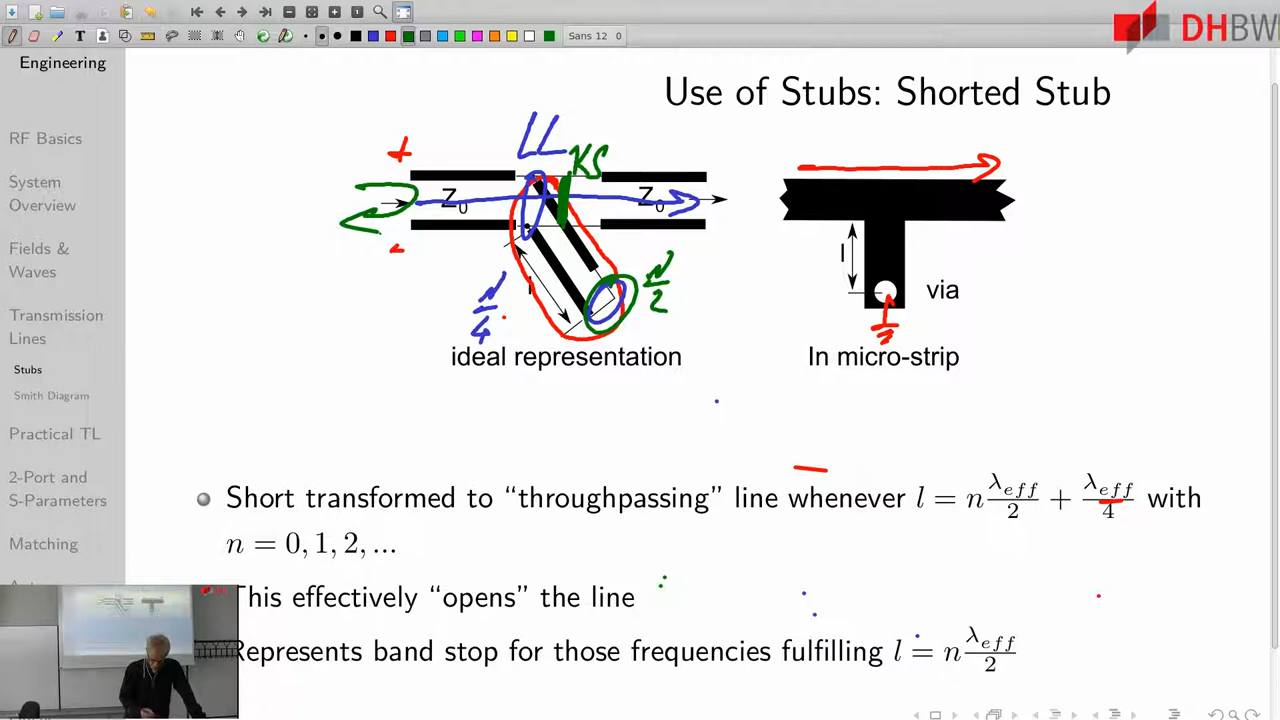 Sans 12 0
DHBW
Engineering
RF Basics
System
Overview
Fields &
Waves
Transmission
Lines
Stubs
Smith Diagram
Practical TL
2-Port and
S-Parameters
Matching
Use of Stubs: Shorted Stub
LL
KS
+
-
Z0
Z0
λ/4
λ/2
l
l
via
ideal representation
In micro-strip
Short transformed to “throughpassing” line whenever l = n λeff/2 + λeff/4 with
n = 0, 1, 2, ...
This effectively “opens” the line
Represents band stop for those frequencies fulfilling l = n λeff/2